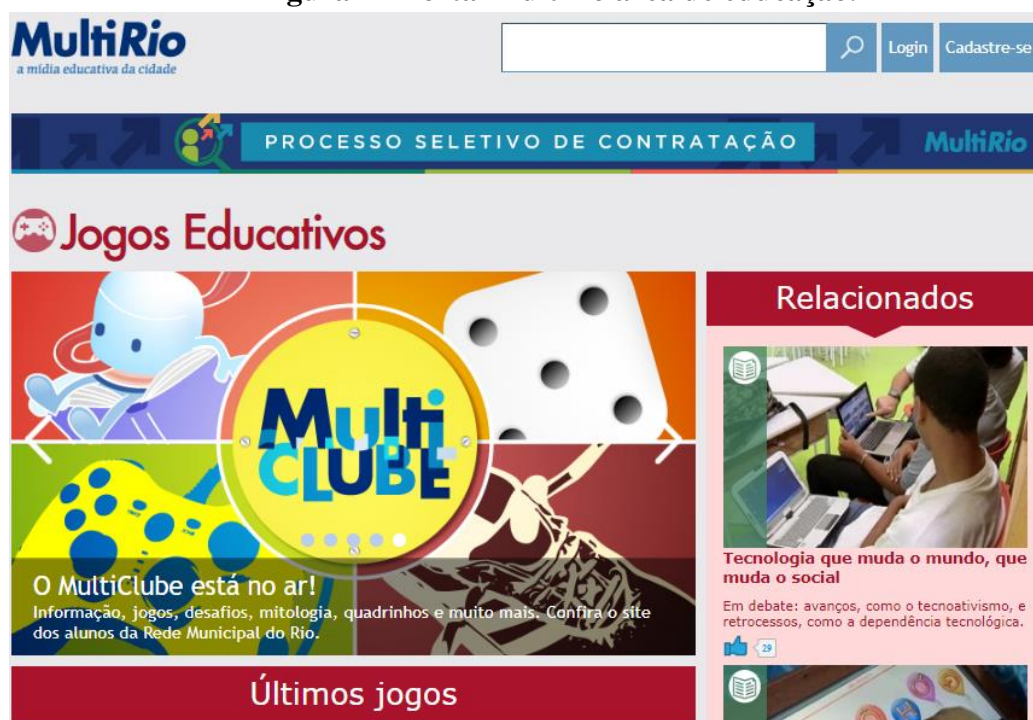 MultiRio
a mídia educativa da cidade
Login
Cadastre-se
PROCESSO SELETIVO DE CONTRATAÇÃO
MultiRio
Jogos Educativos
Multi
CLUBE
O MultiClube está no ar!
Informação, jogos, desafios, mitologia, quadrinhos e muito mais. Confira o site
dos alunos da Rede Municipal do Rio.
Últimos jogos
Relacionados
Tecnologia que muda o mundo, que
muda o social
Em debate: avanços, como o tecnoativismo, e
retrocessos, como a dependência tecnológica.
29